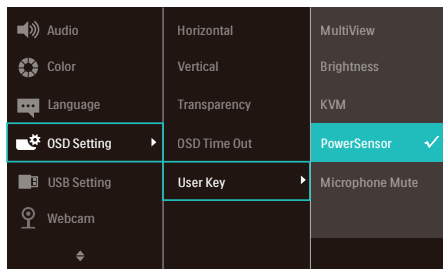 Audio
Color
Language
OSD Setting
USB Setting
Webcam
Horizontal
Vertical
Transparency
OSD Time Out
User Key
MultiView
Brightness
KVM
PowerSensor
Microphone Mute